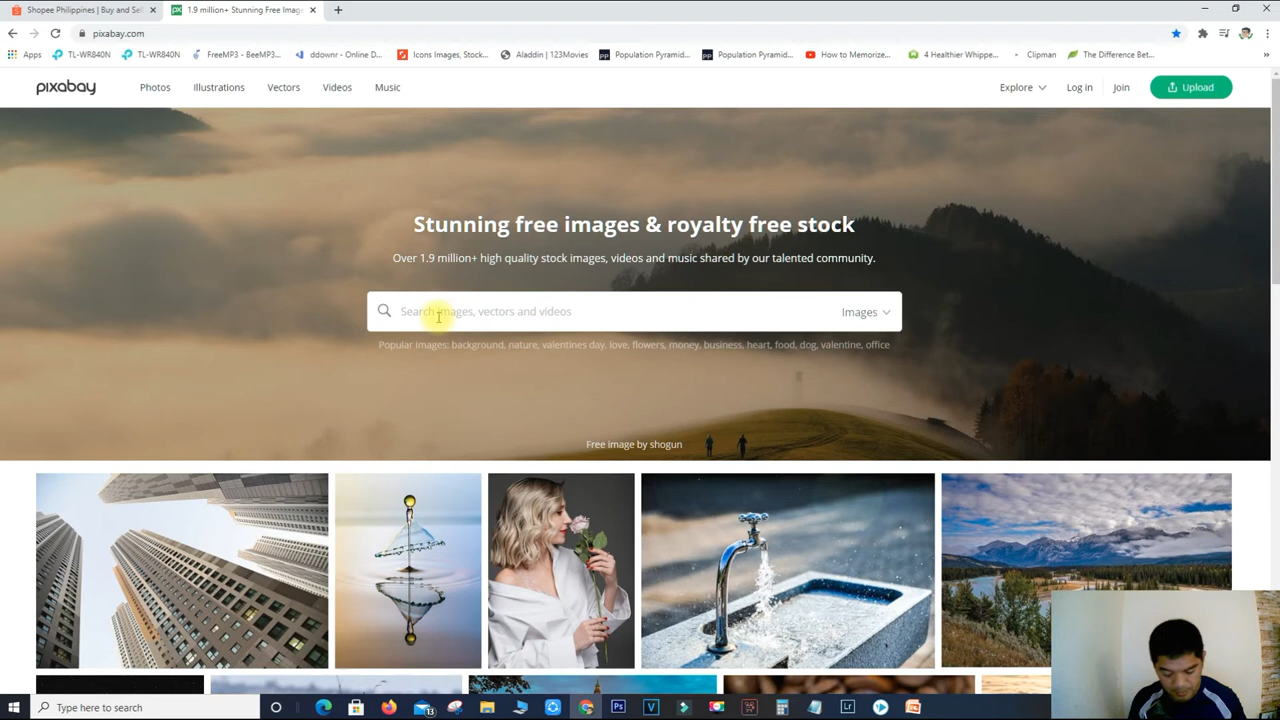 Shopee Philippines | Buy and Sell
1.9 million+ Stunning Free Image
pixabay.com
Apps
TL-WR840N
TL-WR840N
FreeMP3 - BeeMP3...
ddownr - Online D...
Icons Images, Stock...
Aladdin | 123Movies
Population Pyramid...
Population Pyramid...
How to Memorize...
4 Healthier Whippe...
Clipman
The Difference Bet...
pixabay
Photos
Illustrations
Vectors
Videos
Music
Explore
Log in
Join
Upload
Stunning free images & royalty free stock
Over 1.9 million+ high quality stock images, videos and music shared by our talented community.
Search images, vectors and videos
Images
Popular Images: background, nature, valentines day, love, flowers, money, business, heart, food, dog, valentine, office
Free image by shogun
Type here to search
13
Ps
V
Lr